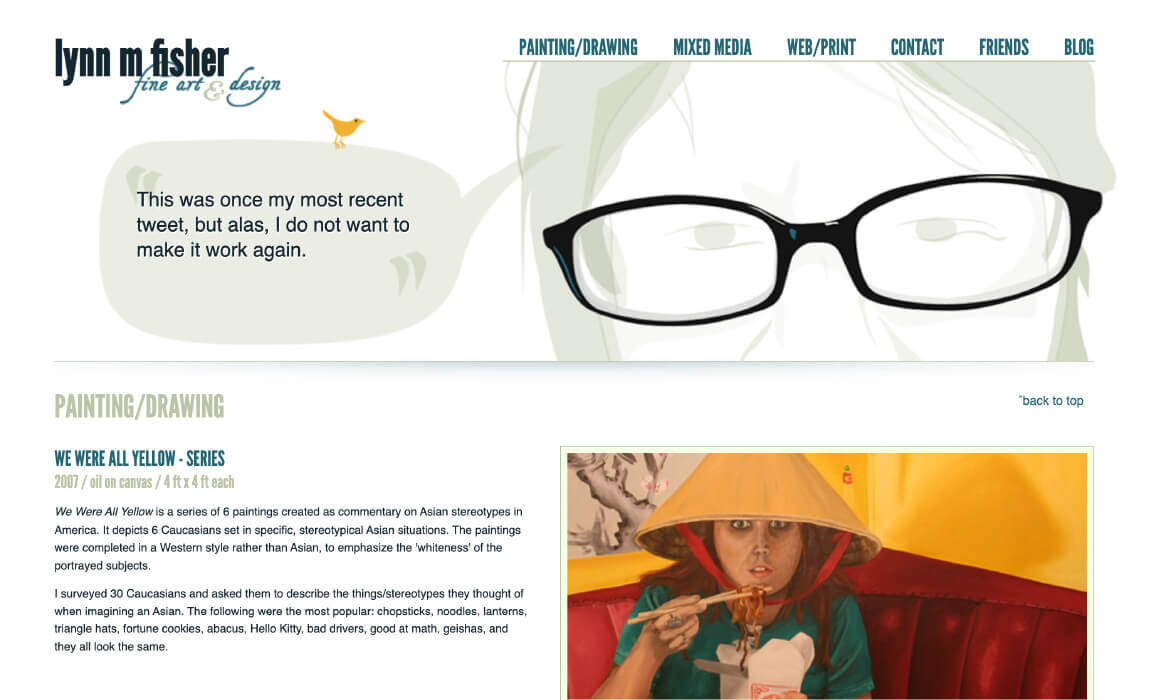 lynn m fisher
fine art & design
PAINTING/DRAWING MIXED MEDIA WEB/PRINT CONTACT FRIENDS BLOG
“
This was once my most recent
tweet, but alas, I do not want to
make it work again.
”
PAINTING/DRAWING
ˆback to top
WE WERE ALL YELLOW - SERIES
2007 / oil on canvas / 4 ft x 4 ft each
We Were All Yellow is a series of 6 paintings created as commentary on Asian stereotypes in
America. It depicts 6 Caucasians set in specific, stereotypical Asian situations. The paintings
were completed in a Western style rather than Asian, to emphasize the 'whiteness' of the
portrayed subjects.
I surveyed 30 Caucasians and asked them to describe the things/stereotypes they thought of
when imagining an Asian. The following were the most popular: chopsticks, noodles, lanterns,
triangle hats, fortune cookies, abacus, Hello Kitty, bad drivers, good at math, geishas, and
they all look the same.